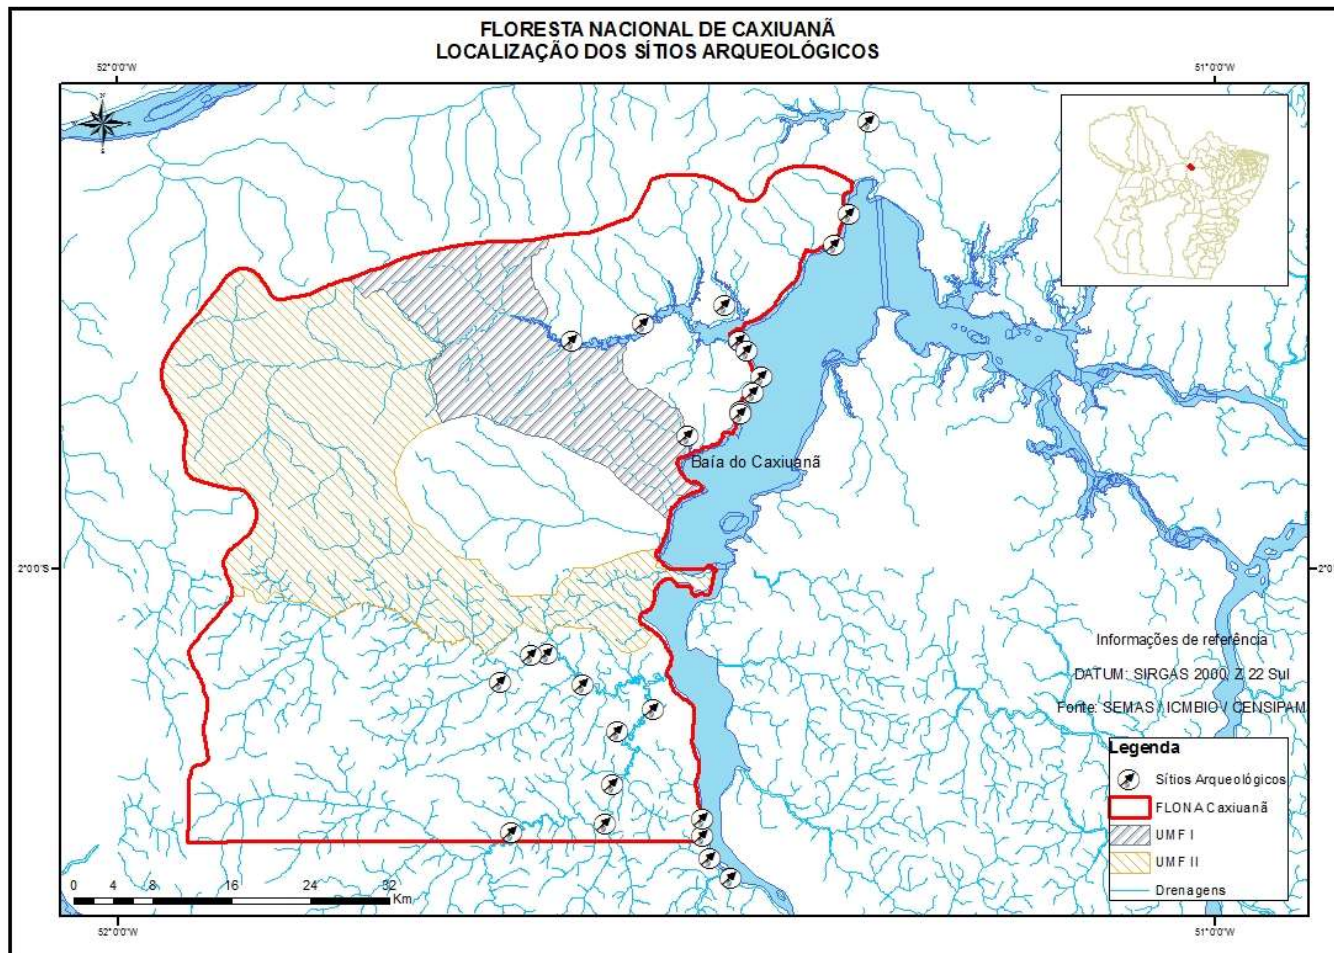 FLORESTA NACIONAL DE CAXIUANÃ
LOCALIZAÇÃO DOS SÍTIOS ARQUEOLÓGICOS
52°0'0"W
51°0'0"W
Baía do Caxiuanã
2°0'0"S
2°0'
Informações de referência
DATUM: SIRGAS 2000, Z 22 Sul
Fonte: SEMAS / ICMBIO / CENSIPAM
Legenda
Sítios Arqueológicos
FLONA Caxiuanã
UMF I
UMF II
Drenagens
0 4 8 16 24 32
Km
52°0'0"W
51°0'0"W